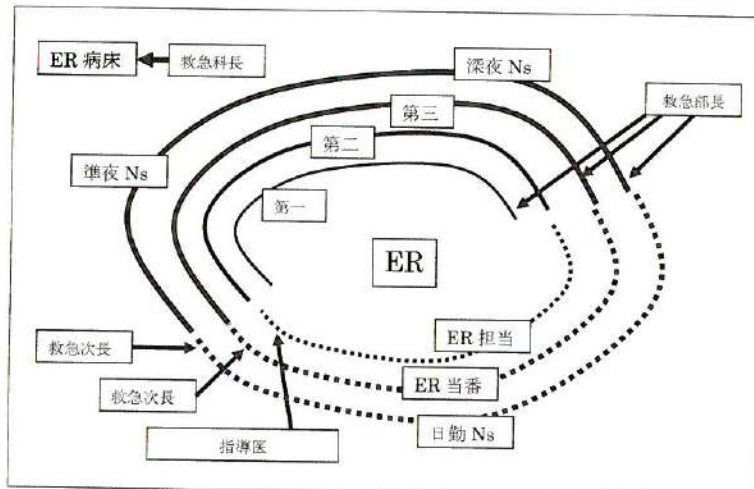 ER 病床
救急科長
深夜 Ns
救急部長
第三
第二
準夜 Ns
第一
ER
ER 担当
救急次長
ER 当番
救急次長
日勤 Ns
指導医